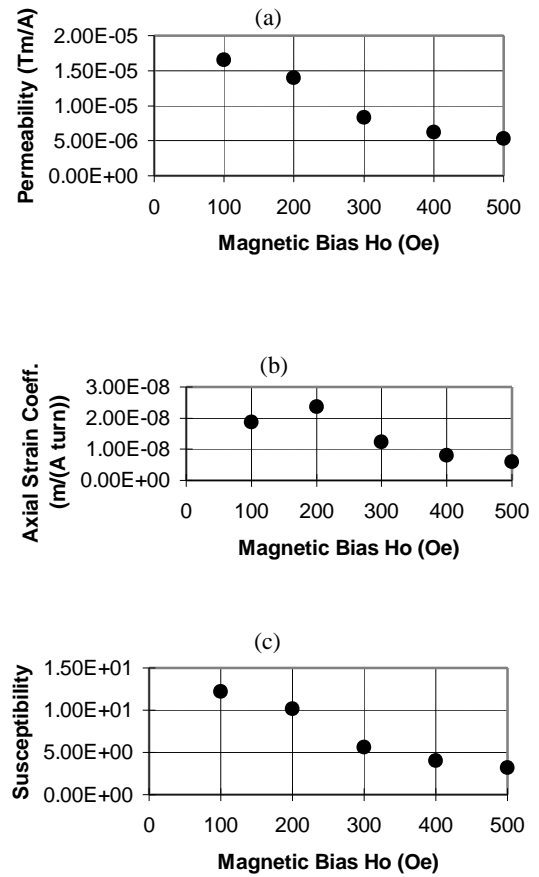 (a)
Permeability (Tm/A)
2.00E-05
1.50E-05
1.00E-05
5.00E-06
0.00E+00
0 100 200 300 400 500
Magnetic Bias Ho (Oe)
(b)
Axial Strain Coeff.
(m/(A turn))
3.00E-08
2.00E-08
1.00E-08
0.00E+00
0 100 200 300 400 500
Magnetic Bias Ho (Oe)
(c)
Susceptibility
1.50E+01
1.00E+01
5.00E+00
0.00E+00
0 100 200 300 400 500
Magnetic Bias Ho (Oe)